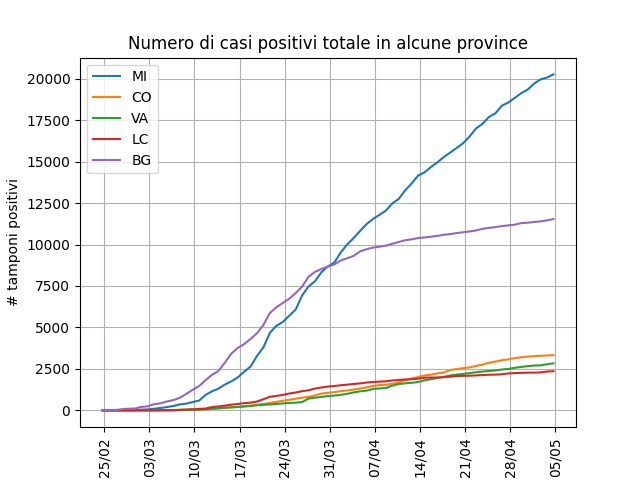 Numero di casi positivi totale in alcune province
# tamponi positivi
20000
17500
15000
12500
10000
7500
5000
2500
0
MI
CO
VA
LC
BG
25/02
03/03
10/03
17/03
24/03
31/03
07/04
14/04
21/04
28/04
05/05